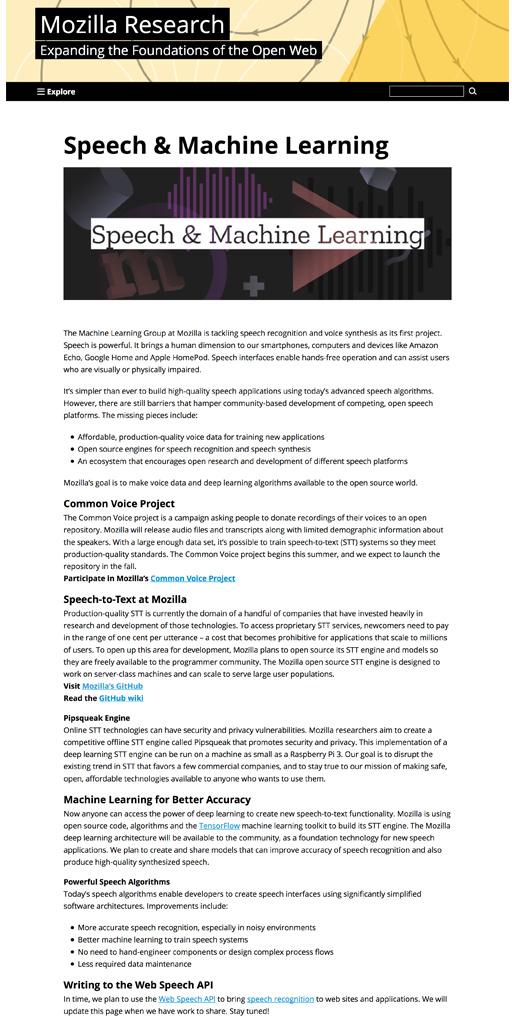 Mozilla Research
Expanding the Foundations of the Open Web
Explore
Speech & Machine Learning
Speech & Machine Learning
The Machine Learning Group at Mozilla is tackling speech recognition and voice synthesis as its first project.
Speech is powerful. It brings a human dimension to our smartphones, computers and devices like Amazon
Echo, Google Home and Apple HomePod. Speech interfaces enable hands-free operation and can assist users
who are visually or physically impaired.
It's simpler than ever to build high-quality speech applications using today's advanced speech algorithms.
However, there are still barriers that hamper community-based development of competing, open speech
platforms. The missing pieces include:
• Affordable, production-quality voice data for training new applications
• Open source engines for speech recognition and speech synthesis
• An ecosystem that encourages open research and development of different speech platforms
Mozilla's goal is to make voice data and deep learning algorithms available to the open source world.
Common Voice Project
The Common Voice project is a campaign asking people to donate recordings of their voices to an open
repository. Mozilla will release audio files and transcripts along with limited demographic information about
the speakers. With a large enough data set, it's possible to train speech-to-text (STT) systems so they meet
production-quality standards. The Common Voice project begins this summer, and we expect to launch the
repository in the fall.
Participate in Mozilla's Common Voice Project
Speech-to-Text at Mozilla
Production-quality STT is currently the domain of a handful of companies that have invested heavily in
research and development of those technologies. To access proprietary STT services, newcomers need to pay
in the range of one cent per utterance – a cost that becomes prohibitive for applications that scale to millions
of users. To open up this area for development, Mozilla plans to open source its STT engine and models so
they are freely available to the programmer community. The Mozilla open source STT engine is designed to
work on server-class machines and can scale to serve large user populations.
Visit Mozilla's GitHub
Read the GitHub wiki
Pipsqueak Engine
Online STT technologies can have security and privacy vulnerabilities. Mozilla researchers aim to create a
competitive offline STT engine called Pipsqueak that promotes security and privacy. This implementation of a
deep learning STT engine can be run on a machine as small as a Raspberry Pi 3. Our goal is to disrupt the
existing trend in STT that favors a few commercial companies, and to stay true to our mission of making safe,
open, affordable technologies available to anyone who wants to use them.
Machine Learning for Better Accuracy
Now anyone can access the power of deep learning to create new speech-to-text functionality. Mozilla is using
open source code, algorithms and the TensorFlow machine learning toolkit to build its STT engine. The Mozilla
deep learning architecture will be available to the community, as a foundation technology for new speech
applications. We plan to create and share models that can improve accuracy of speech recognition and also
produce high-quality synthesized speech.
Powerful Speech Algorithms
Today's speech algorithms enable developers to create speech interfaces using significantly simplified
software architectures. Improvements include:
• More accurate speech recognition, especially in noisy environments
• Better machine learning to train speech systems
• No need to hand-engineer components or design complex process flows
• Less required data maintenance
Writing to the Web Speech API
In time, we plan to use the Web Speech API to bring speech recognition to web sites and applications. We will
update this page when we have work to share. Stay tuned!